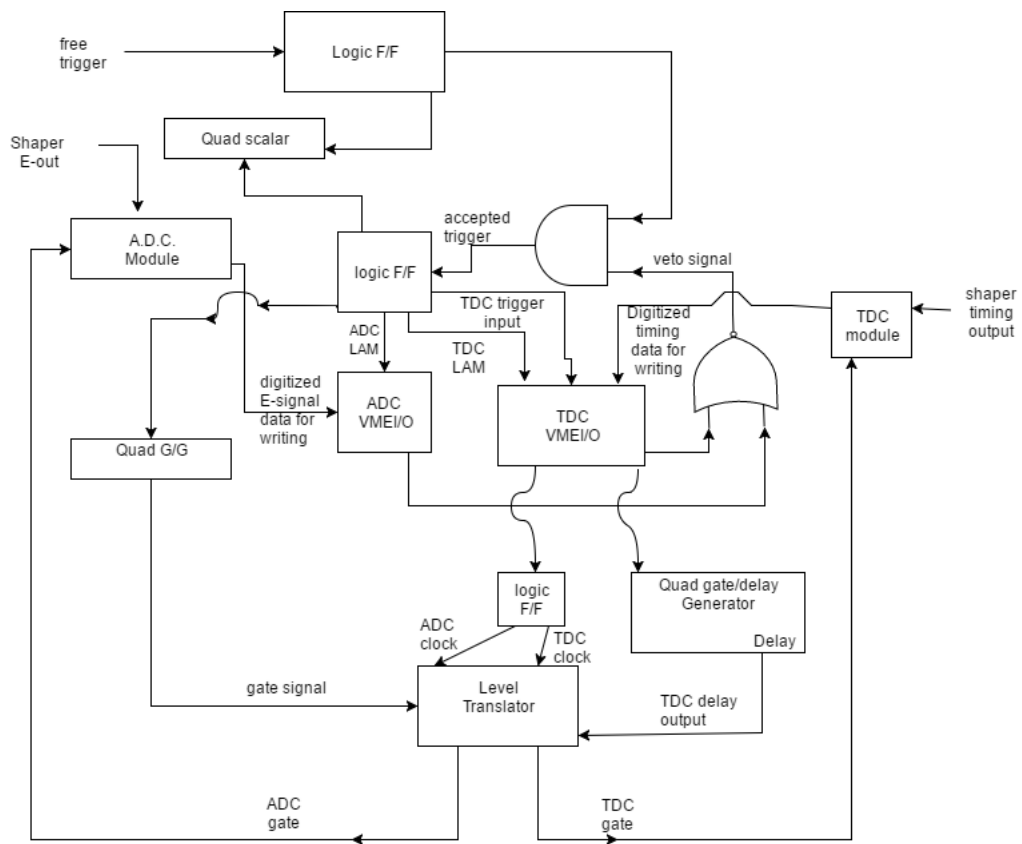 free
trigger
Logic F/F
Quad scalar
Shaper
E-out
A.D.C.
Module
accepted
trigger
logic F/F
veto signal
TDC trigger
input
Digitized
timing
data for
writing
TDC
module
shaper
timing
output
ADC
LAM
TDC
LAM
digitized
E-signal
data for
writing
ADC
VMEI/O
TDC
VMEI/O
Quad G/G
logic
F/F
Quad gate/delay
Generator
Delay
ADC
clock
TDC
clock
gate signal
Level
Translator
TDC delay
output
ADC
gate
TDC
gate